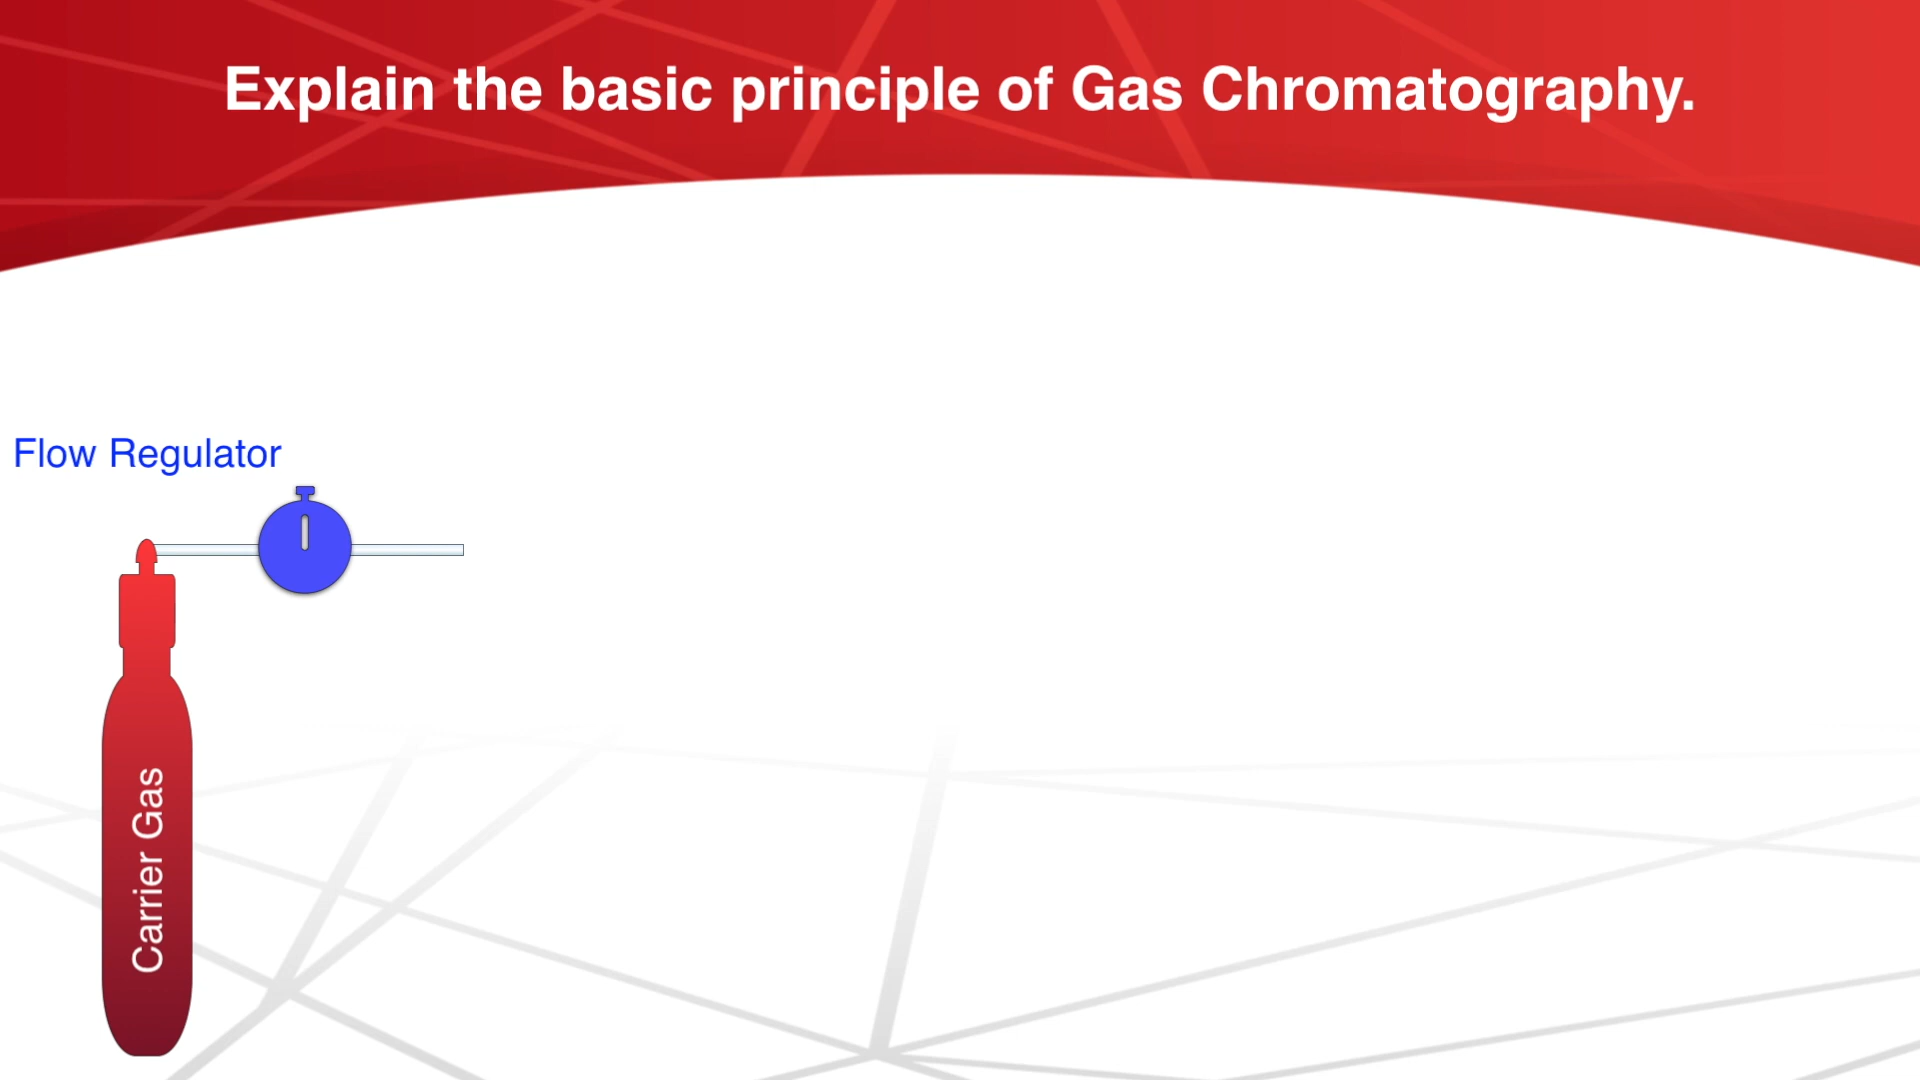 Explain the basic principle of Gas Chromatography.
Flow Regulator
Carrier Gas